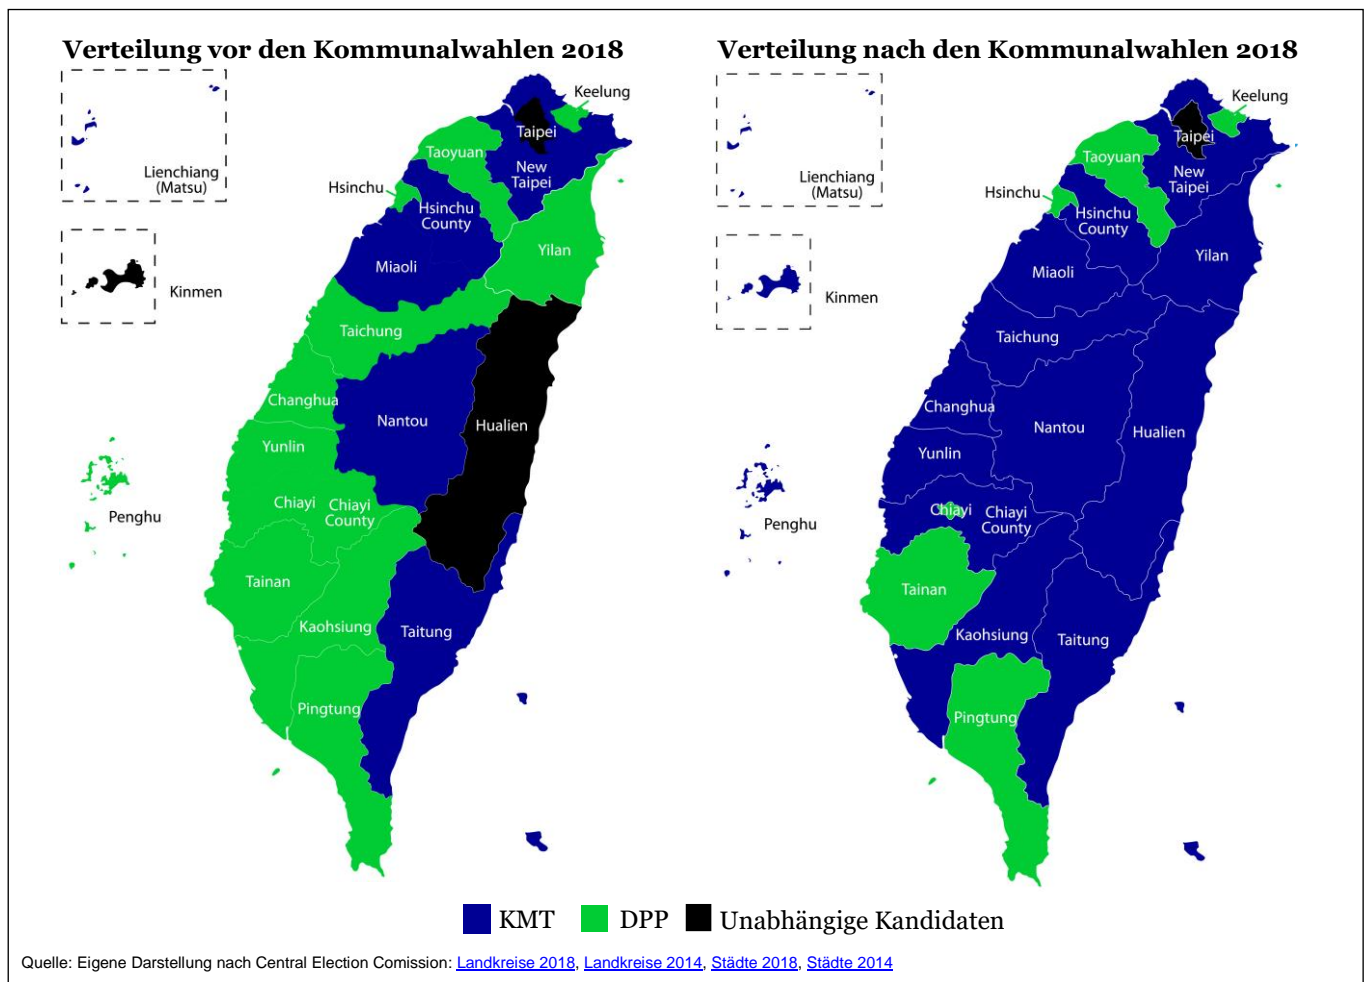 Verteilung vor den Kommunalwahlen 2018
Lienchiang
(Matsu)
Kinmen
Penghu
Keelung
Taipei
Taoyuan
New
Taipei
Hsinchu
Hsinchu
County
Yilan
Miaoli
Taichung
Changhua
Nantou
Hualien
Yunlin
Chiayi
Chiayi
County
Tainan
Kaohsiung
Taitung
Pingtung
Verteilung nach den Kommunalwahlen 2018
Lienchiang
(Matsu)
Kinmen
Penghu
Keelung
Taipei
Taoyuan
New
Taipei
Hsinchu
Hsinchu
County
Yilan
Miaoli
Taichung
Changhua
Nantou
Hualien
Yunlin
Chiayi
Chiayi
County
Tainan
Kaohsiung
Taitung
Pingtung
KMT DPP Unabhängige Kandidaten
Quelle: Eigene Darstellung nach Central Election Comission: Landkreise 2018, Landkreise 2014, Städte 2018, Städte 2014